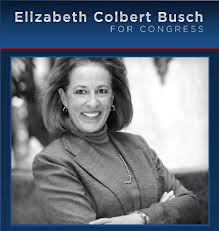 Elizabeth Colbert Busch
FOR CONGRESS